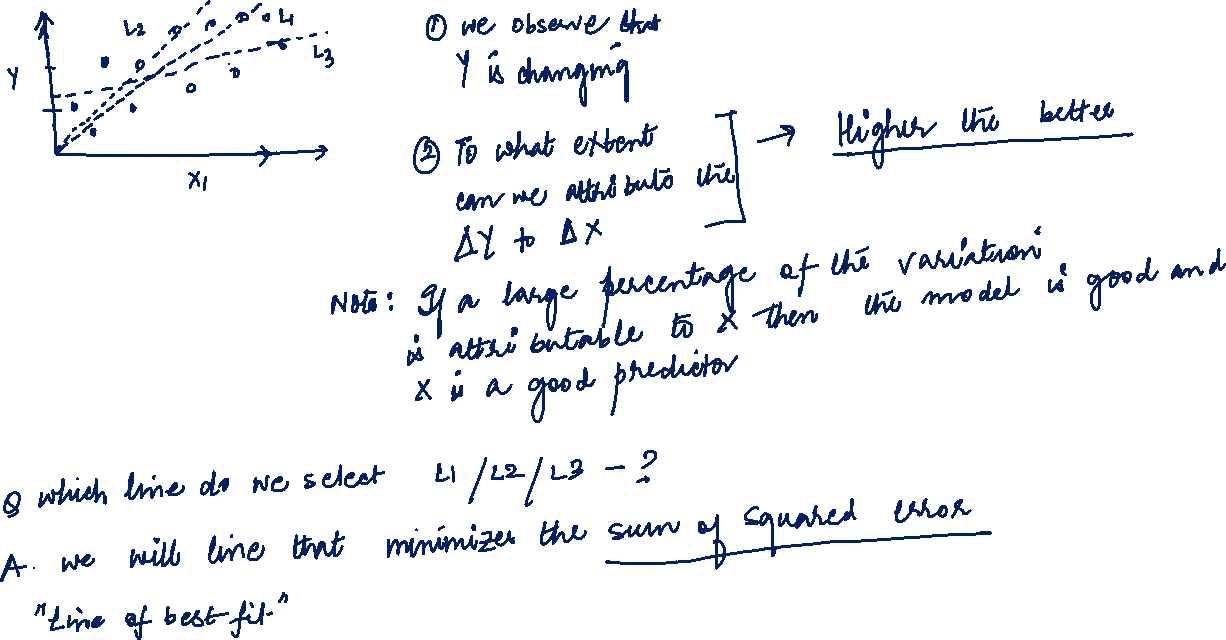 Y
L2
L1
L3
X1
① we observe that
Y is changing
② To what extent
can we attribute the
ΔY to ΔX
→ Higher the better
Note: If a large percentage of the variation
is attributable to X then the model is good and
X is a good predictor
Q which line do we select L1/L2/L3 - ?
A. we will line that minimizes the sum of squared error
"Line of best-fit"